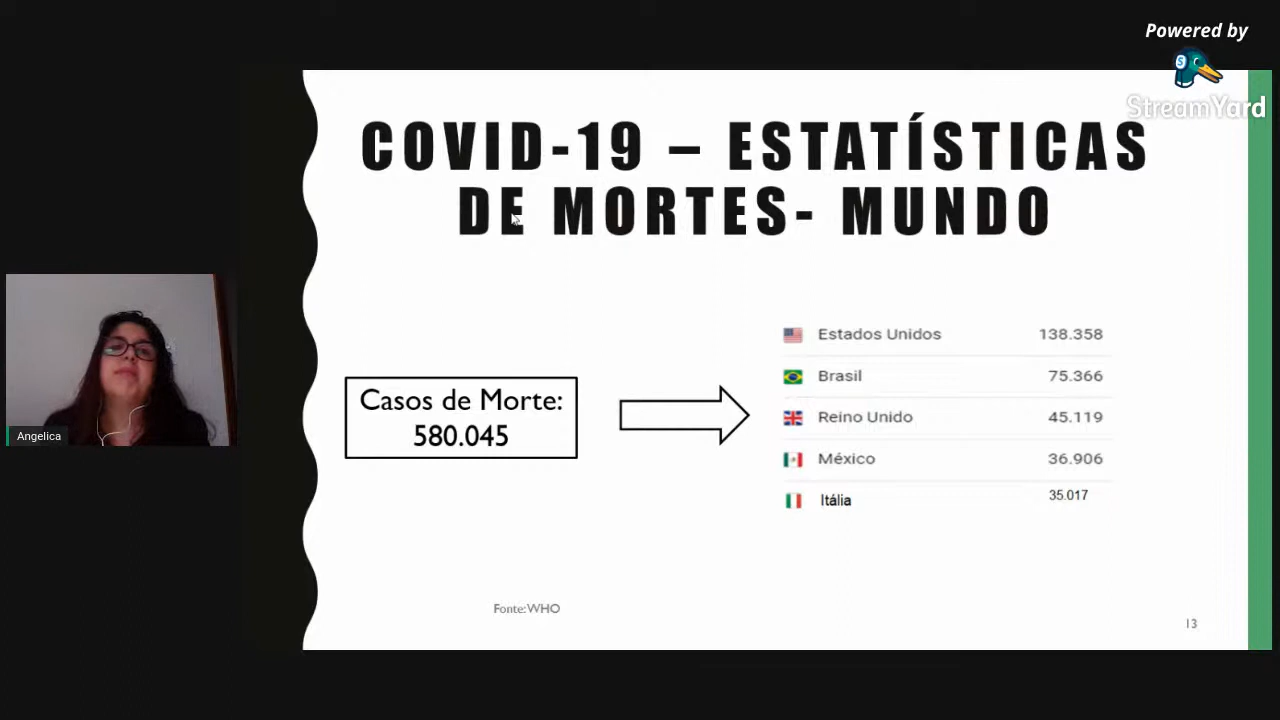 Powered by
StreamYard
COVID-19 – ESTATÍSTICAS
DE MORTES- MUNDO
Casos de Morte:
580.045
Estados Unidos 138.358
Brasil 75.366
Reino Unido 45.119
México 36.906
Itália 35.017
Angelica
Fonte:WHO
13